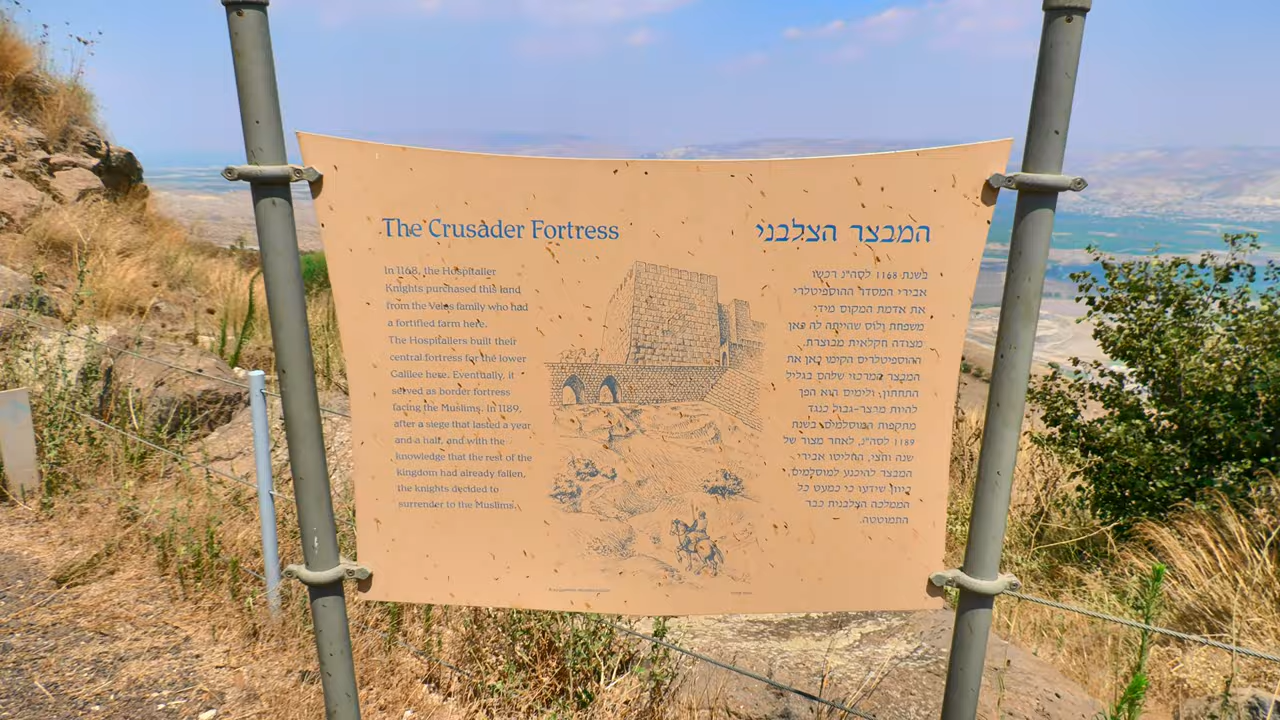 The Crusader Fortress
In 1168, the Hospitaller
Knights purchased this land
from the Velos family who had
a fortified farm here.
The Hospitallers built their
central fortress for the lower
Galilee here. Eventually, it
served as border fortress
facing the Muslims. In 1189,
after a siege that lasted a year
and a half, and with the
knowledge that the rest of the
kingdom had already fallen,
the knights decided to
surrender to the Muslims.
המבצר הצלבני
בשנת 1168 לסה"נ רכשו
אבירי המסדר ההוספיטלרי
את אדמת המקום מידי
משפחת ולוס שהייתה לה כאן
מצודה חקלאית מבוצרת.
ההוספיטלרים הקימו כאן את
המבצר המרכזי שלהם בגליל
התחתון, ולימים הוא הפך
להיות מבצר-גבול כנגד
מתקפות המוסלמים. בשנת
1189 לסה"נ, לאחר מצור של
שנה וחצי, החליטו אבירי
המבצר להיכנע למוסלמים,
כיוון שידעו כי כמעט כל
הממלכה הצלבנית כבר
התמוטטה.